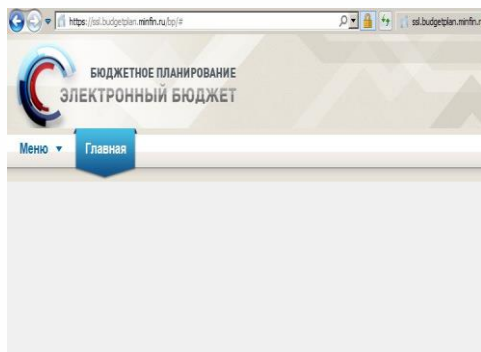 https://ssl.budgetplan.minfin.ru/bp/#
ssl.budgetplan.minfin.r
БЮДЖЕТНОЕ ПЛАНИРОВАНИЕ
ЭЛЕКТРОННЫЙ БЮДЖЕТ
Меню Главная